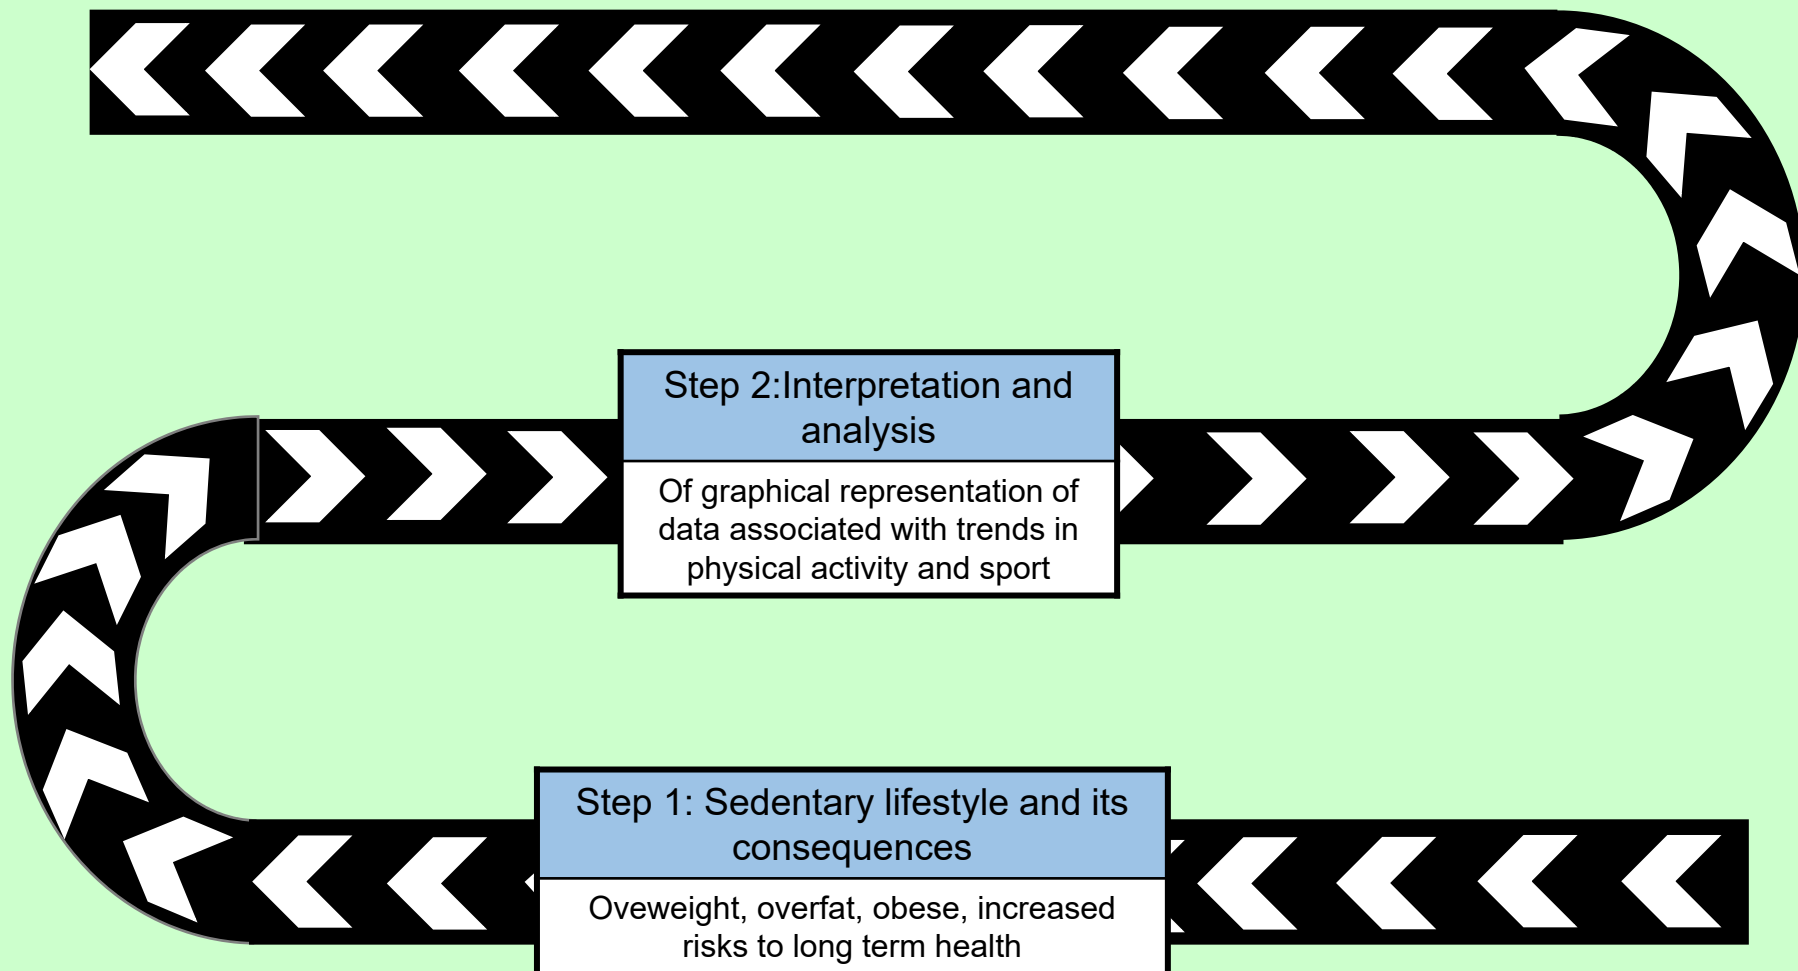 Step 2:Interpretation and
analysis
Of graphical representation of
data associated with trends in
physical activity and sport
Step 1: Sedentary lifestyle and its
consequences
Oveweight, overfat, obese, increased
risks to long term health